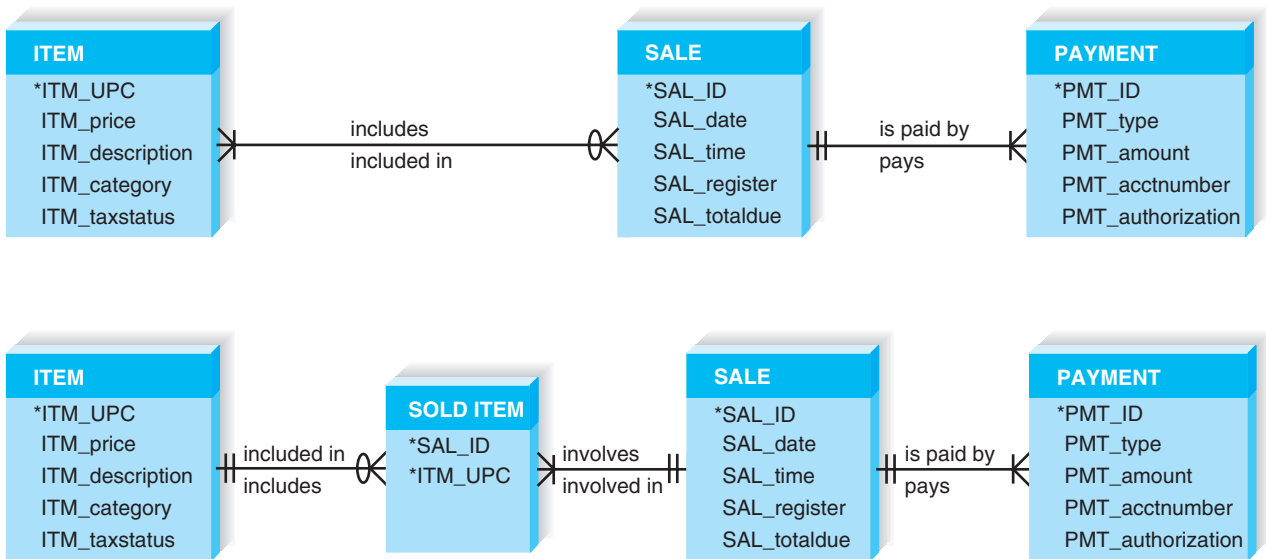 ITEM
*ITM_UPC
ITM_price
ITM_description
ITM_category
ITM_taxstatus
includes
included in
SALE
*SAL_ID
SAL_date
SAL_time
SAL_register
SAL_totaldue
is paid by
pays
PAYMENT
*PMT_ID
PMT_type
PMT_amount
PMT_acctnumber
PMT_authorization
ITEM
*ITM_UPC
ITM_price
ITM_description
ITM_category
ITM_taxstatus
included in
includes
SOLD ITEM
*SAL_ID
*ITM_UPC
involves
involved in
SALE
*SAL_ID
SAL_date
SAL_time
SAL_register
SAL_totaldue
is paid by
pays
PAYMENT
*PMT_ID
PMT_type
PMT_amount
PMT_acctnumber
PMT_authorization